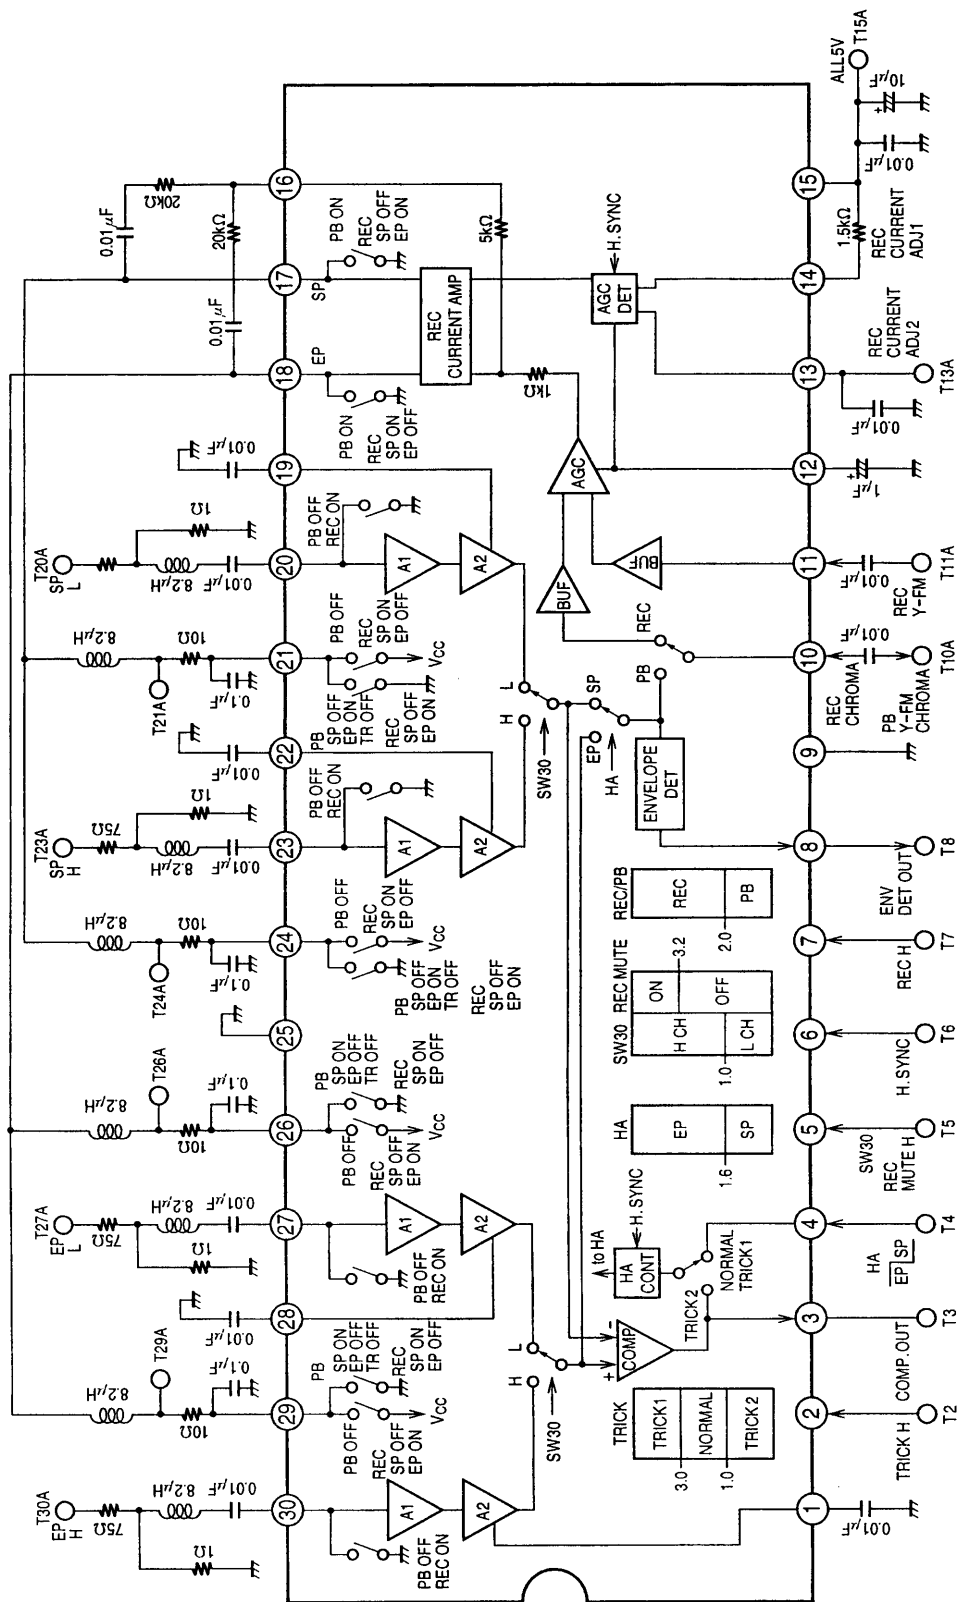 T30A
EP
H
75Ω
1Ω
8.2μH
0.01μF
8.2μH
T29A
10Ω
0.1μF
0.01μF
T27A
EP
L
75Ω
1Ω
8.2μH
0.01μF
8.2μH
T26A
10Ω
0.1μF
8.2μH
T24A
10Ω
0.1μF
T23A
SP
H
75Ω
1Ω
8.2μH
0.01μF
0.01μF
8.2μH
T21A
10Ω
0.1μF
T20A
SP
L
1Ω
8.2μH
0.01μF
0.01μF
0.01μF
20kΩ
0.01μF
20kΩ
30
29
28
27
26
25
24
23
22
21
20
19
18
17
16
PB OFF
REC ON
A1
A2
PB OFF
REC
SP OFF
EP ON
VCC
PB
SP ON
EP OFF
TR OFF
REC
SP ON
EP OFF
PB OFF
REC ON
A1
A2
PB OFF
REC
SP OFF
EP ON
VCC
PB
SP ON
EP OFF
TR OFF
REC
SP ON
EP OFF
PB OFF
REC
SP ON
EP OFF
VCC
PB
SP OFF
EP ON
TR OFF
REC
SP OFF
EP ON
PB OFF
REC ON
A1
A2
PB OFF
REC
SP ON
EP OFF
VCC
PB
SP OFF
EP ON
TR OFF
REC
SP OFF
EP ON
PB OFF
REC ON
A1
A2
EP
PB ON
REC
SP ON
EP OFF
SP
PB ON
REC
SP OFF
EP ON
REC
CURRENT AMP
5kΩ
1kΩ
H
L
SW30
H
L
SW30
EP
SP
HA
PB
REC
BUF
BUF
AGC
AGC
DET
H.SYNC
ENVELOPE
DET
COMP
+
-
TRICK2
NORMAL
TRICK1
HA
CONT
to HA
H.SYNC
TRICK
TRICK1
3.0
NORMAL
1.0
TRICK2
HA
EP
1.6
SP
SW30
H CH
1.0
L CH
REC MUTE
ON
3.2
OFF
REC/PB
REC
2.0
PB
1
2
3
4
5
6
7
8
9
10
11
12
13
14
15
0.01μF
TRICK H
T2
COMP.OUT
T3
HA
EP SP
T4
SW30
REC
MUTE H
T5
H.SYNC
T6
REC H
T7
ENV
DET OUT
T8
REC
CHROMA
0.01μF
PB
Y-FM
CHROMA
T10A
REC
Y-FM
0.01μF
T11A
1μF
+
0.01μF
REC
CURRENT
ADJ2
T13A
1.5kΩ
REC
CURRENT
ADJ1
0.01μF
10μF
+
ALL5V
T15A